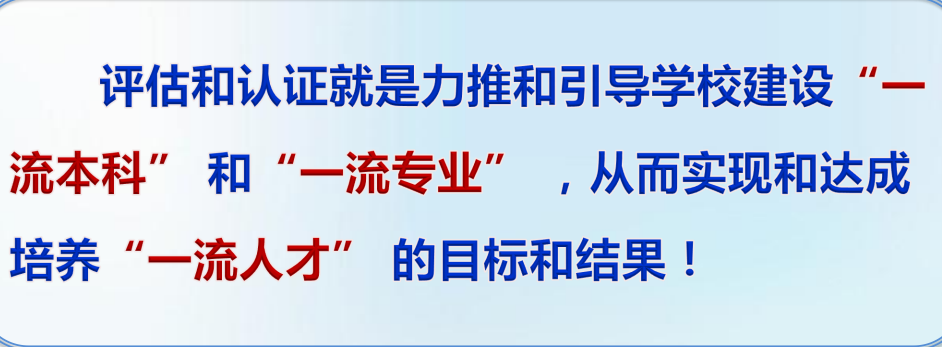 评估和认证就是力推和引导学校建设“一
流本科” 和“一流专业” ，从而实现和达成
培养“一流人才” 的目标和结果！